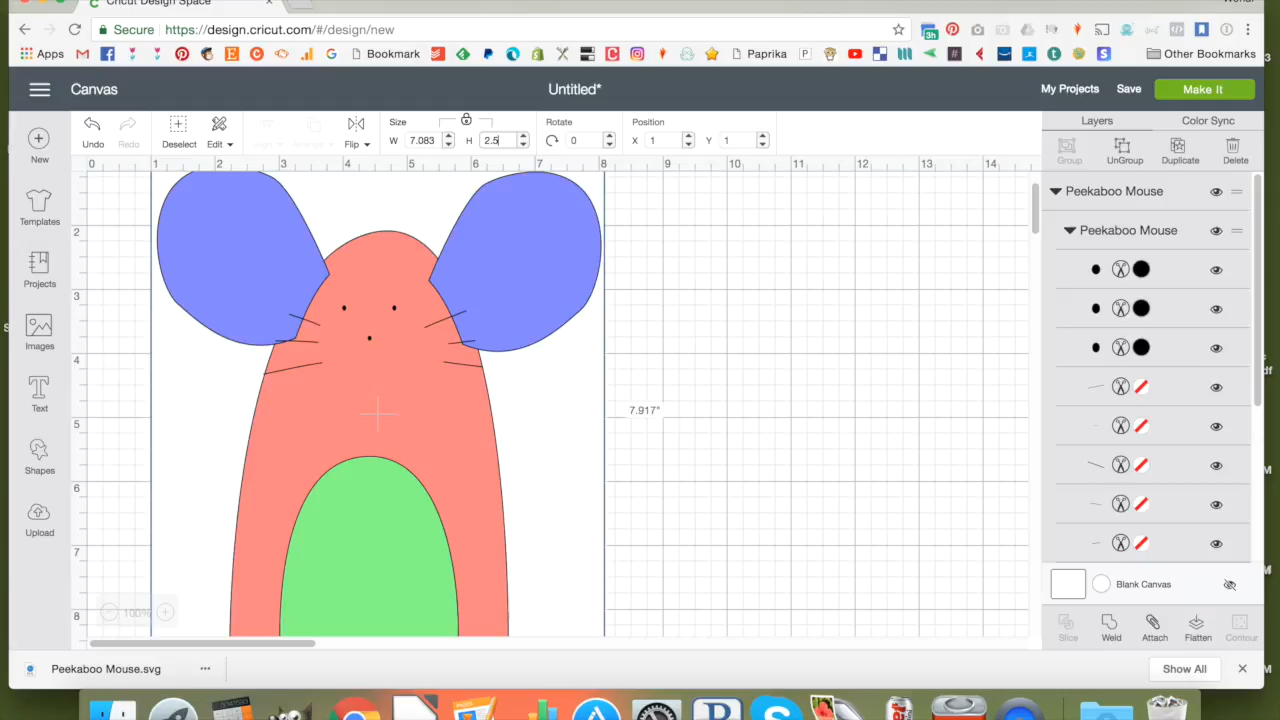 Cricut Design Space
Secure https://design.cricut.com/#/design/new
3h
Apps Bookmark Paprika P Other Bookmarks
Canvas Untitled* My Projects Save Make It
Undo Redo Deselect Edit Align Arrange Flip
Size W 7.083 H 2.5 Rotate 0 Position X 1 Y 1
Layers Color Sync
Group UnGroup Duplicate Delete
0 1 2 3 4 5 6 7 8 9 10 11 12 13 14
New
Templates
Projects
Images
Text
Shapes
Upload
2
3
4
5
6
7
8
7.917"
100%
Peekaboo Mouse
Peekaboo Mouse
Blank Canvas
Slice Weld Attach Flatten Contour
Peekaboo Mouse.svg
Show All